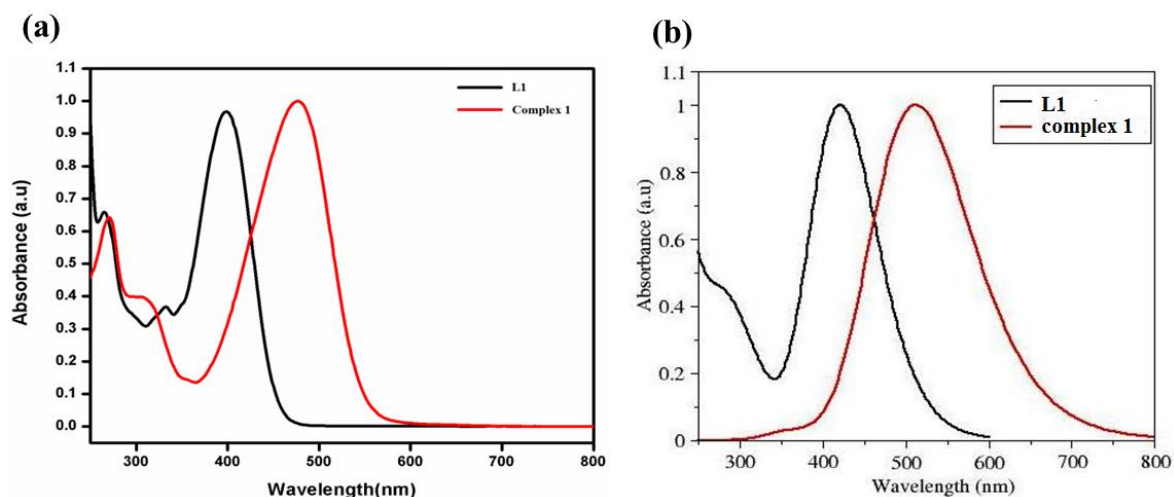 (a)
1.1
1.0
0.9
0.8
0.7
0.6
0.5
0.4
0.3
0.2
0.1
0.0
Absorbance (a.u)
L1
Complex 1
300 400 500 600 700 800
Wavelength(nm)
(b)
1.1
1
0.8
0.6
0.4
0.2
0
Absorbance (a.u)
L1
complex 1
300 400 500 600 700 800
Wavelength (nm)